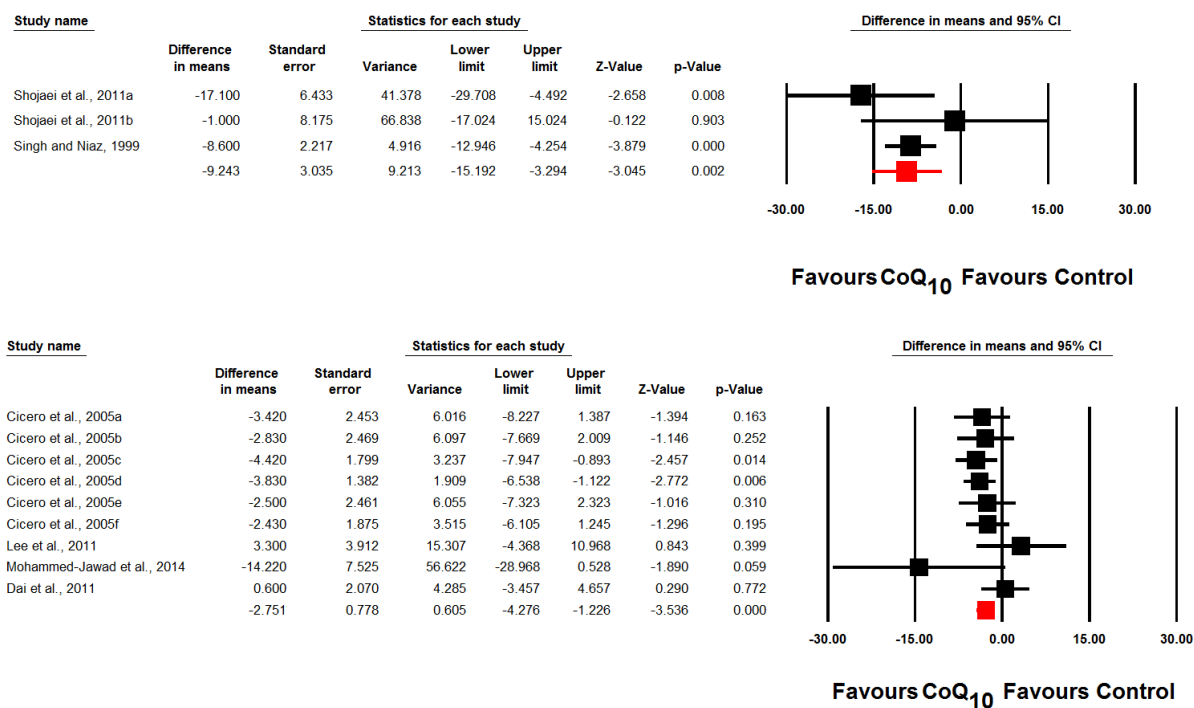 Study name Statistics for each study Difference in means and 95% CI
Difference in means Standard error Variance Lower limit Upper limit Z-Value p-Value
Shojaei et al., 2011a -17.100 6.433 41.378 -29.708 -4.492 -2.658 0.008
Shojaei et al., 2011b -1.000 8.175 66.838 -17.024 15.024 -0.122 0.903
Singh and Niaz, 1999 -8.600 2.217 4.916 -12.946 -4.254 -3.879 0.000
-9.243 3.035 9.213 -15.192 -3.294 -3.045 0.002
-30.00 -15.00 0.00 15.00 30.00
Favours CoQ10 Favours Control
Study name Statistics for each study Difference in means and 95% CI
Difference in means Standard error Variance Lower limit Upper limit Z-Value p-Value
Cicero et al., 2005a -3.420 2.453 6.016 -8.227 1.387 -1.394 0.163
Cicero et al., 2005b -2.830 2.469 6.097 -7.669 2.009 -1.146 0.252
Cicero et al., 2005c -4.420 1.799 3.237 -7.947 -0.893 -2.457 0.014
Cicero et al., 2005d -3.830 1.382 1.909 -6.538 -1.122 -2.772 0.006
Cicero et al., 2005e -2.500 2.461 6.055 -7.323 2.323 -1.016 0.310
Cicero et al., 2005f -2.430 1.875 3.515 -6.105 1.245 -1.296 0.195
Lee et al., 2011 3.300 3.912 15.307 -4.368 10.968 0.843 0.399
Mohammed-Jawad et al., 2014 -14.220 7.525 56.622 -28.968 0.528 -1.890 0.059
Dai et al., 2011 0.600 2.070 4.285 -3.457 4.657 0.290 0.772
-2.751 0.778 0.605 -4.276 -1.226 -3.536 0.000
-30.00 -15.00 0.00 15.00 30.00
Favours CoQ10 Favours Control